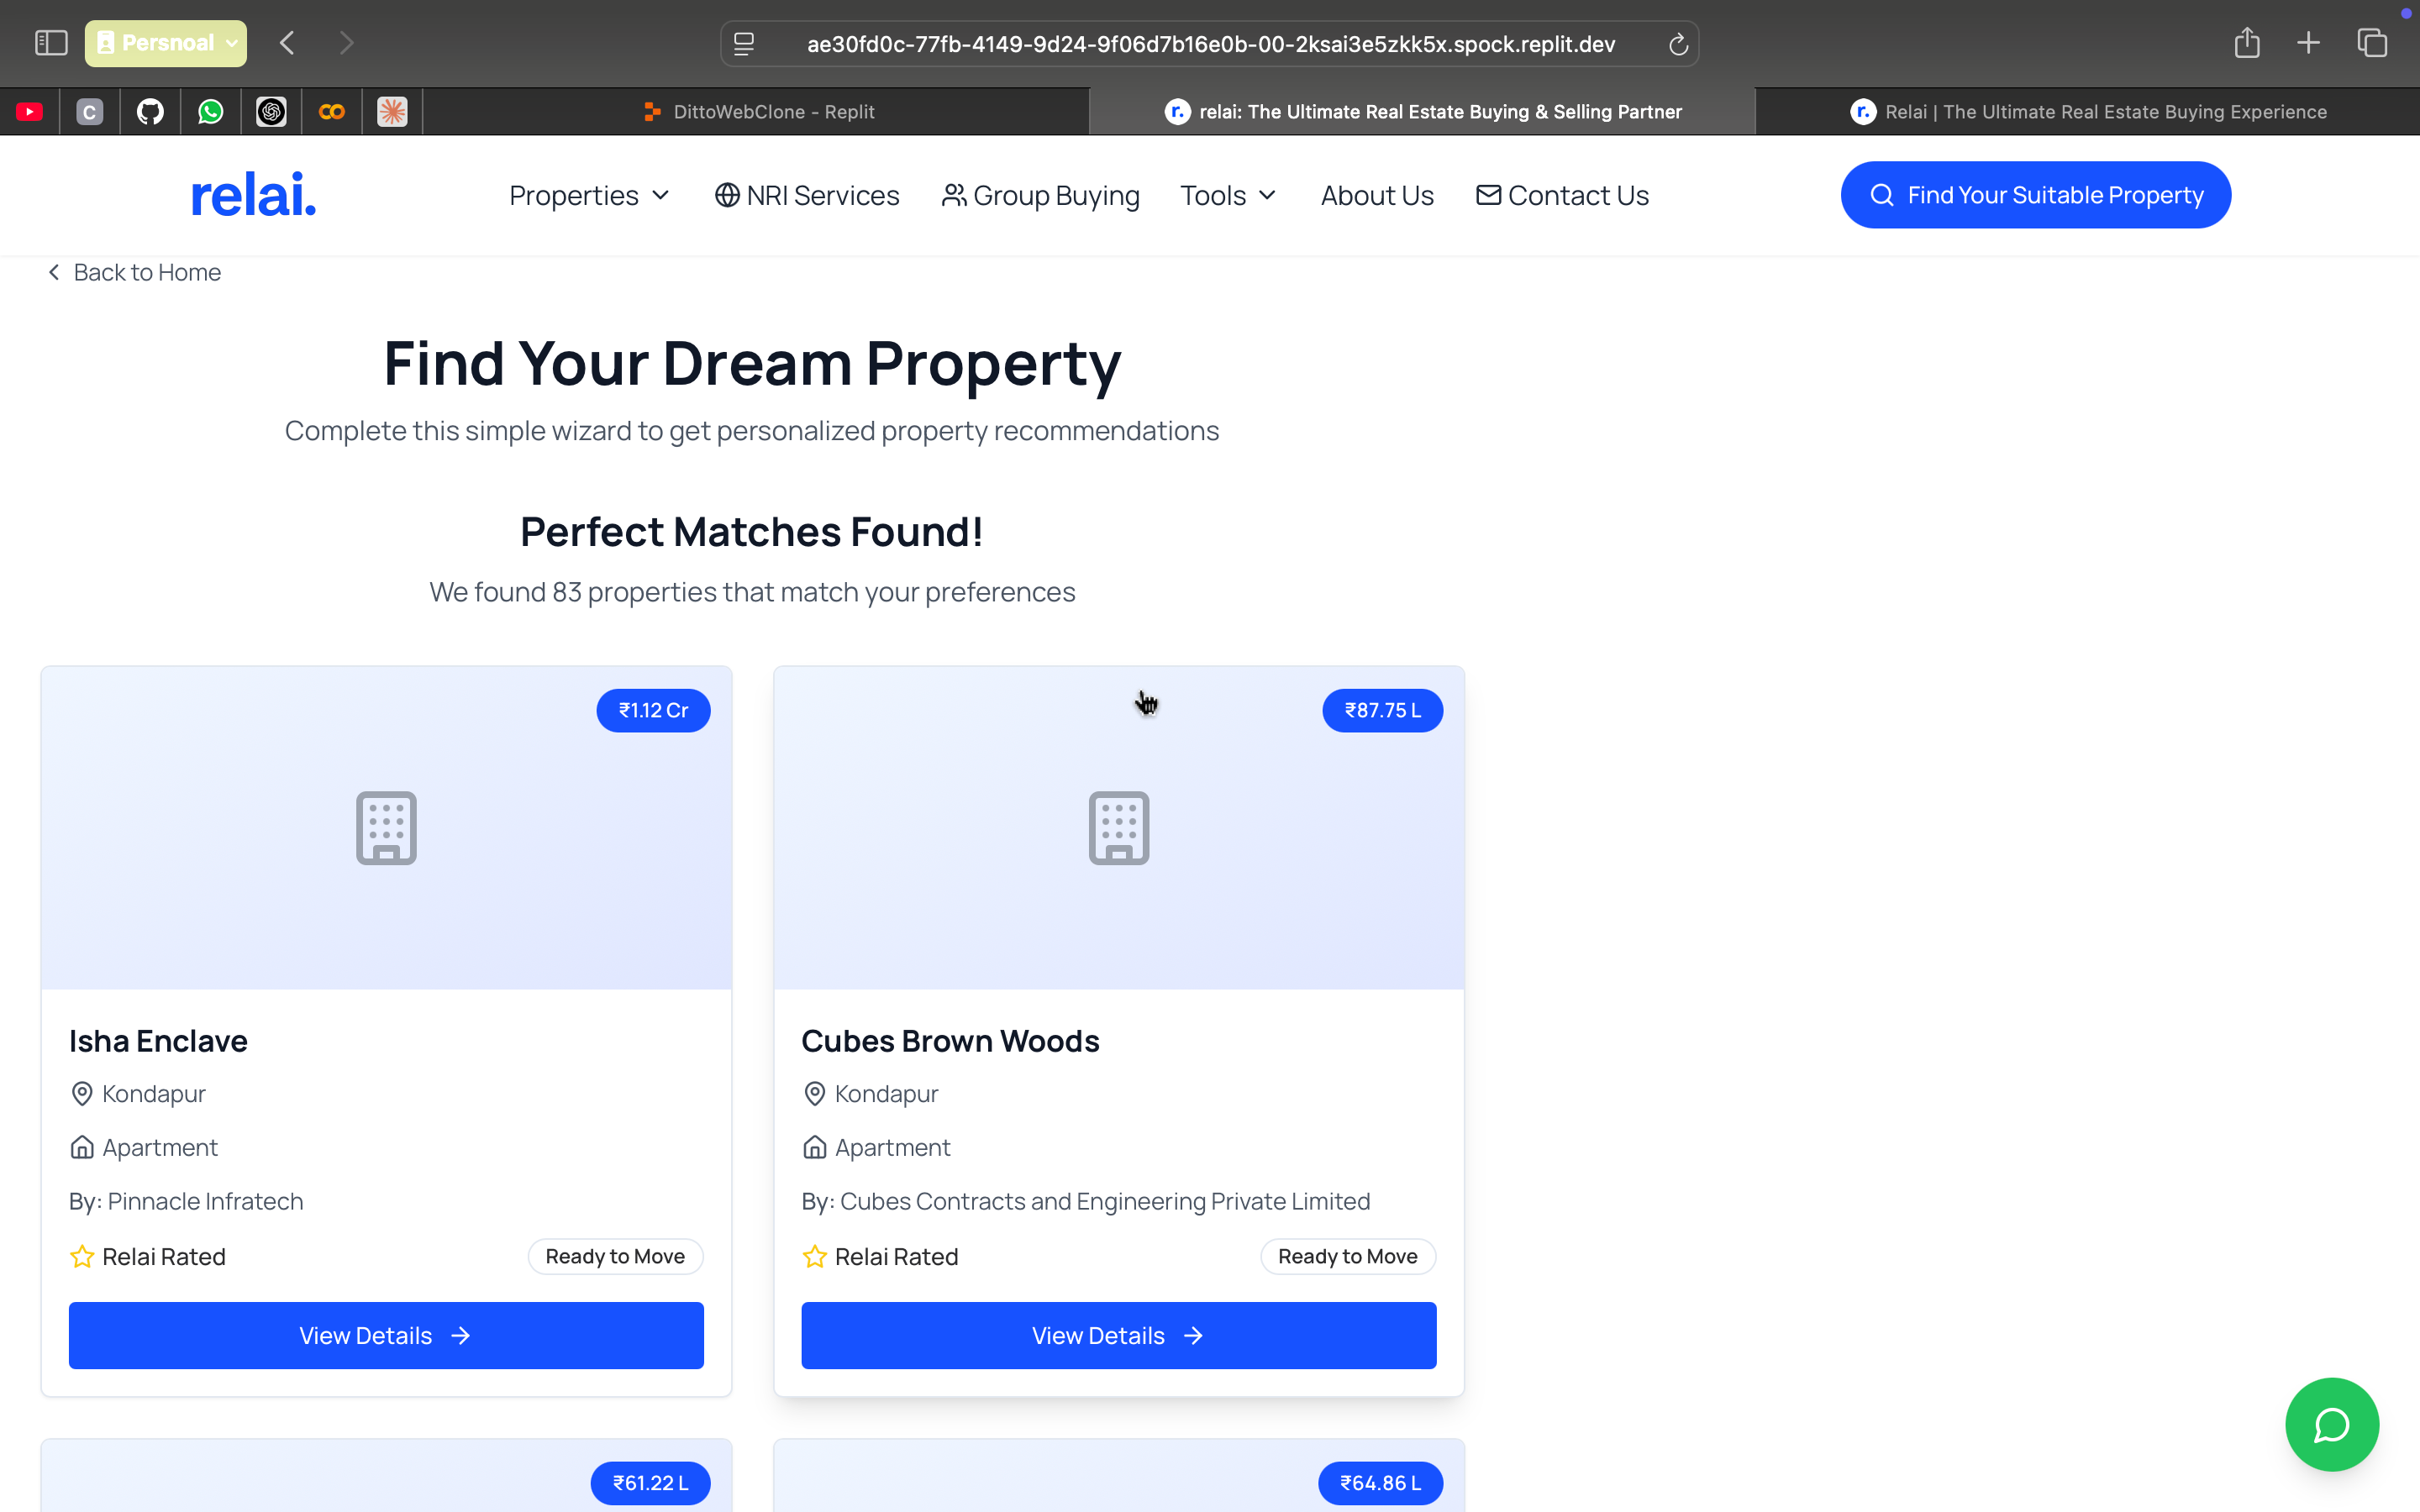 Persnoal
ae30fd0c-77fb-4149-9d24-9f06d7b16e0b-00-2ksai3e5zkk5x.spock.replit.dev
C
DittoWebClone - Replit
r.
relai: The Ultimate Real Estate Buying & Selling Partner
r.
Relai | The Ultimate Real Estate Buying Experience
relai.
Properties
NRI Services
Group Buying
Tools
About Us
Contact Us
Find Your Suitable Property
Back to Home
Find Your Dream Property
Complete this simple wizard to get personalized property recommendations
Perfect Matches Found!
We found 83 properties that match your preferences
₹1.12 Cr
Isha Enclave
Kondapur
Apartment
By: Pinnacle Infratech
Relai Rated
Ready to Move
View Details
₹87.75 L
Cubes Brown Woods
Kondapur
Apartment
By: Cubes Contracts and Engineering Private Limited
Relai Rated
Ready to Move
View Details
₹61.22 L
₹64.86 L